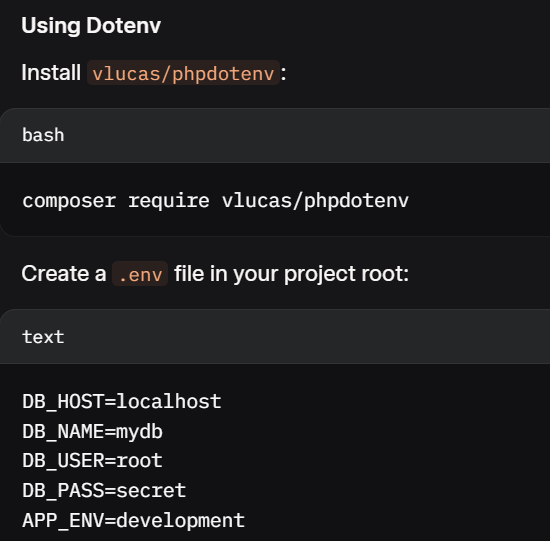 Using Dotenv
Install vlucas/phpdotenv:
bash
composer require vlucas/phpdotenv
Create a .env file in your project root:
text
DB_HOST=localhost
DB_NAME=mydb
DB_USER=root
DB_PASS=secret
APP_ENV=development